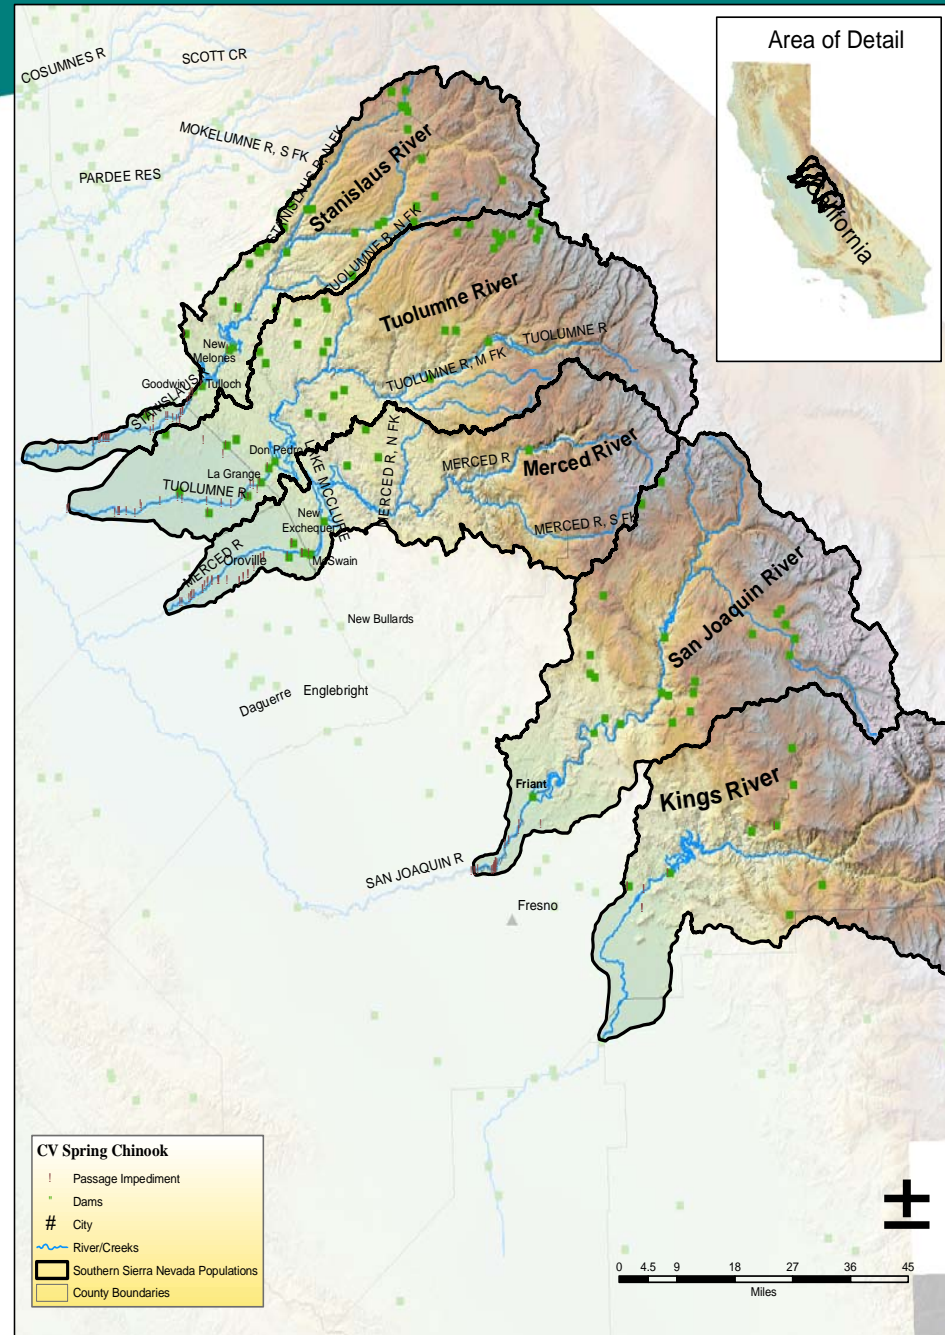 Area of Detail
California
COSUMNES R
SCOTT CR
MOKELUMNE R, S FK
PARDEE RES
STANISLAUS R, N FK
Stanislaus River
TUOLUMNE R, N FK
Tuolumne River
TUOLUMNE R
TUOLUMNE R, M FK
New
Melones
Goodwin
Tulloch
STANISLAUS R
Don Pedro
La Grange
TUOLUMNE R
LAKE MCCLURE
MERCED R, N FK
MERCED R
Merced River
MERCED R, S FK
New
Exchequer
MERCED R
Oroville
McSwain
New Bullards
Daguerre
Englebright
San Joaquin River
Friant
Kings River
SAN JOAQUIN R
Fresno
CV Spring Chinook
! Passage Impediment
Dams
# City
River/Creeks
Southern Sierra Nevada Populations
County Boundaries
±
0 4.5 9 18 27 36 45
Miles